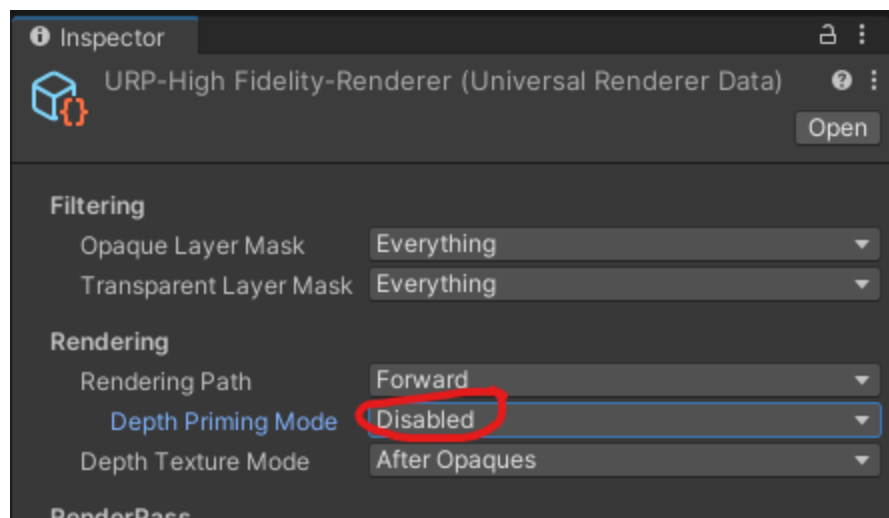 Inspector
URP-High Fidelity-Renderer (Universal Renderer Data)
Open
Filtering
Opaque Layer Mask Everything
Transparent Layer Mask Everything
Rendering
Rendering Path Forward
Depth Priming Mode Disabled
Depth Texture Mode After Opaques
RenderPass